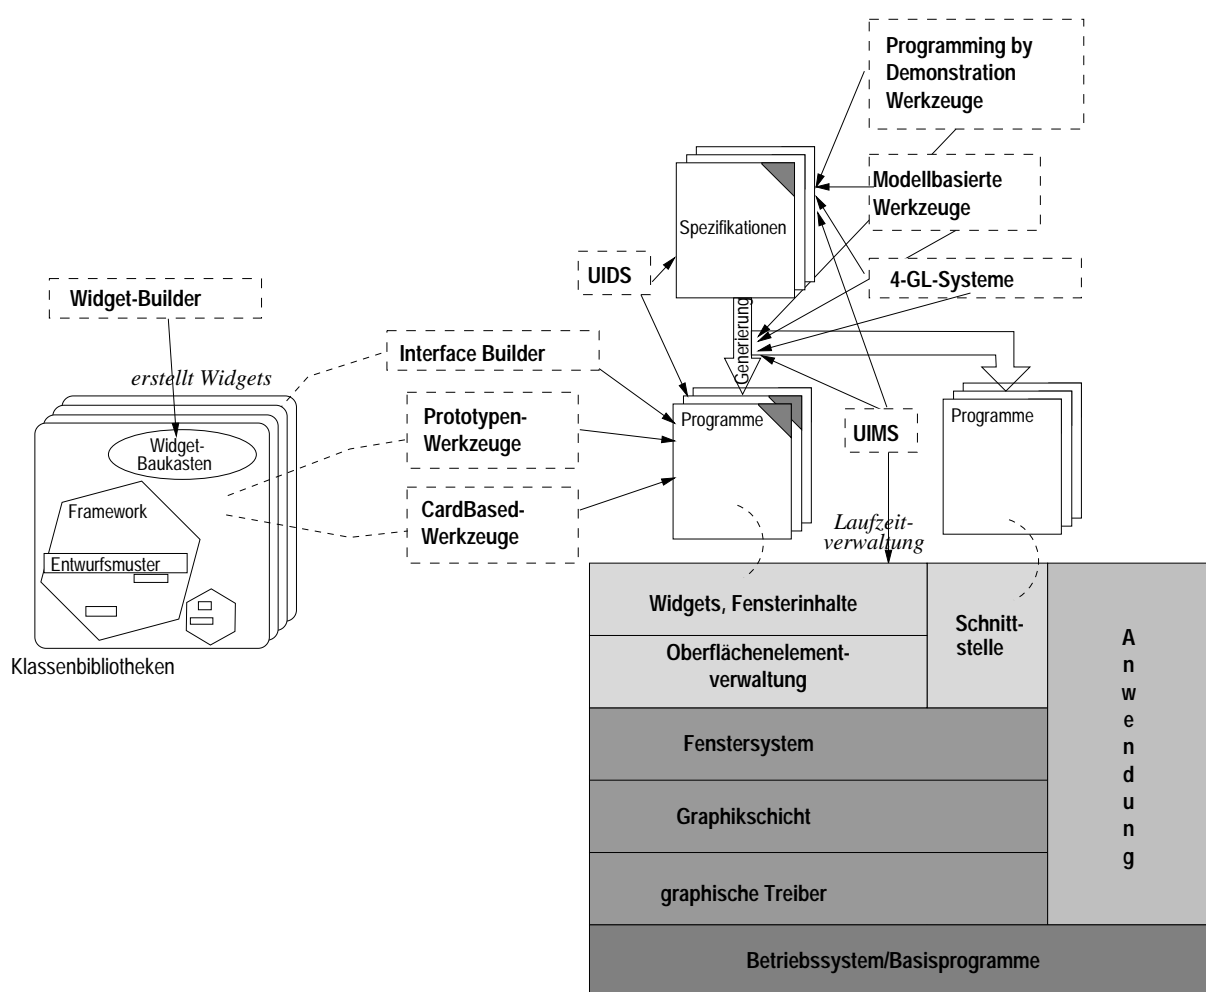 Programming by
Demonstration
Werkzeuge
Modellbasierte
Werkzeuge
Spezifikationen
UIDS
4-GL-Systeme
Widget-Builder
Generierung
Interface Builder
erstellt Widgets
Prototypen-
Werkzeuge
Programme
UIMS
Programme
Widget-
Baukasten
CardBased-
Werkzeuge
Framework
Entwurfsmuster
Laufzeit-
verwaltung
Klassenbibliotheken
Widgets, Fensterinhalte
Schnitt-
stelle
Oberflächenelement-
verwaltung
A
n
w
e
n
d
u
n
g
Fenstersystem
Graphikschicht
graphische Treiber
Betriebssystem/Basisprogramme